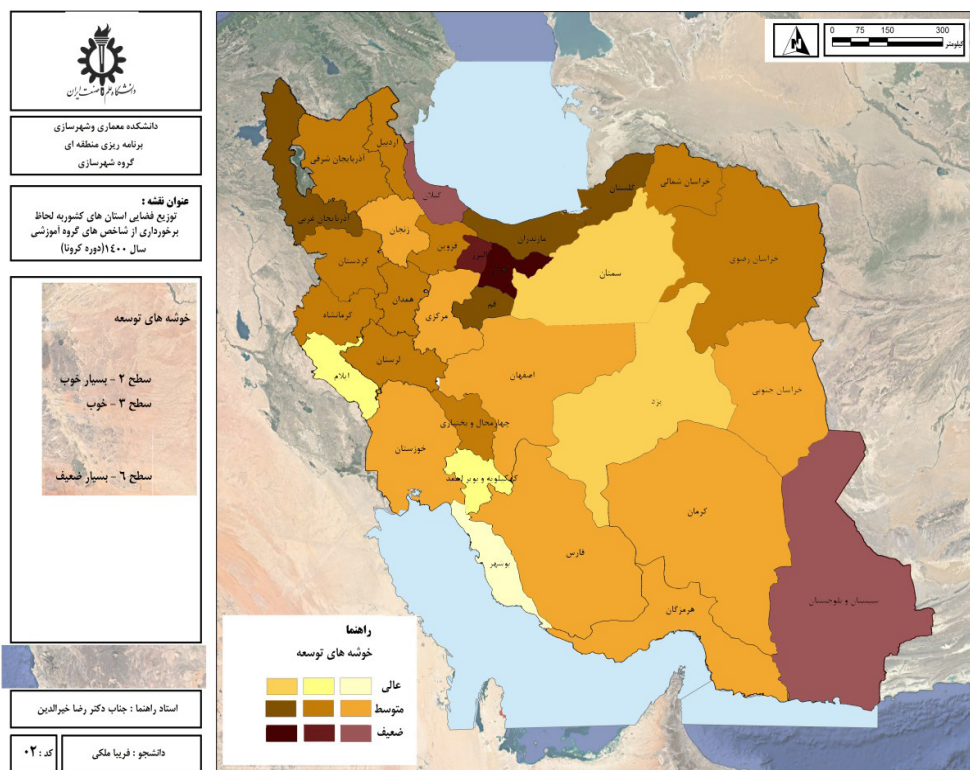 دانشگاه علم و صنعت ایران
دانشکده معماری وشهرسازی
برنامه ریزی منطقه ای
گروه شهرسازی
عنوان نقشه :
توزیع فضایی استان های کشوربه لحاظ
برخورداری از شاخص های گروه آموزشی
سال ۱٤۰۰(دوره کرونا)
خوشه های توسعه
سطح ۲ - بسیار خوب
سطح ۳ - خوب
سطح ٦ - بسیار ضعیف
استاد راهنما : جناب دکتر رضا خیرالدین
دانشجو : فریبا ملکی
کد : ۰۲
0 75 150 300
کیلومتر
N
اردبیل
آذربایجان شرقی
گیلان
آذربایجان غربی
زنجان
قزوین
البرز
مازندران
گلستان
خراسان شمالی
خراسان رضوی
سمنان
کردستان
همدان
مرکزی
قم
کرمانشاه
لرستان
ایلام
اصفهان
یزد
خراسان جنوبی
خوزستان
چهارمحال و بختیاری
کهگیلویه و بویر احمد
کرمان
فارس
بوشهر
هرمزگان
سیستان و بلوچستان
راهنما
خوشه های توسعه
عالی
متوسط
ضعیف